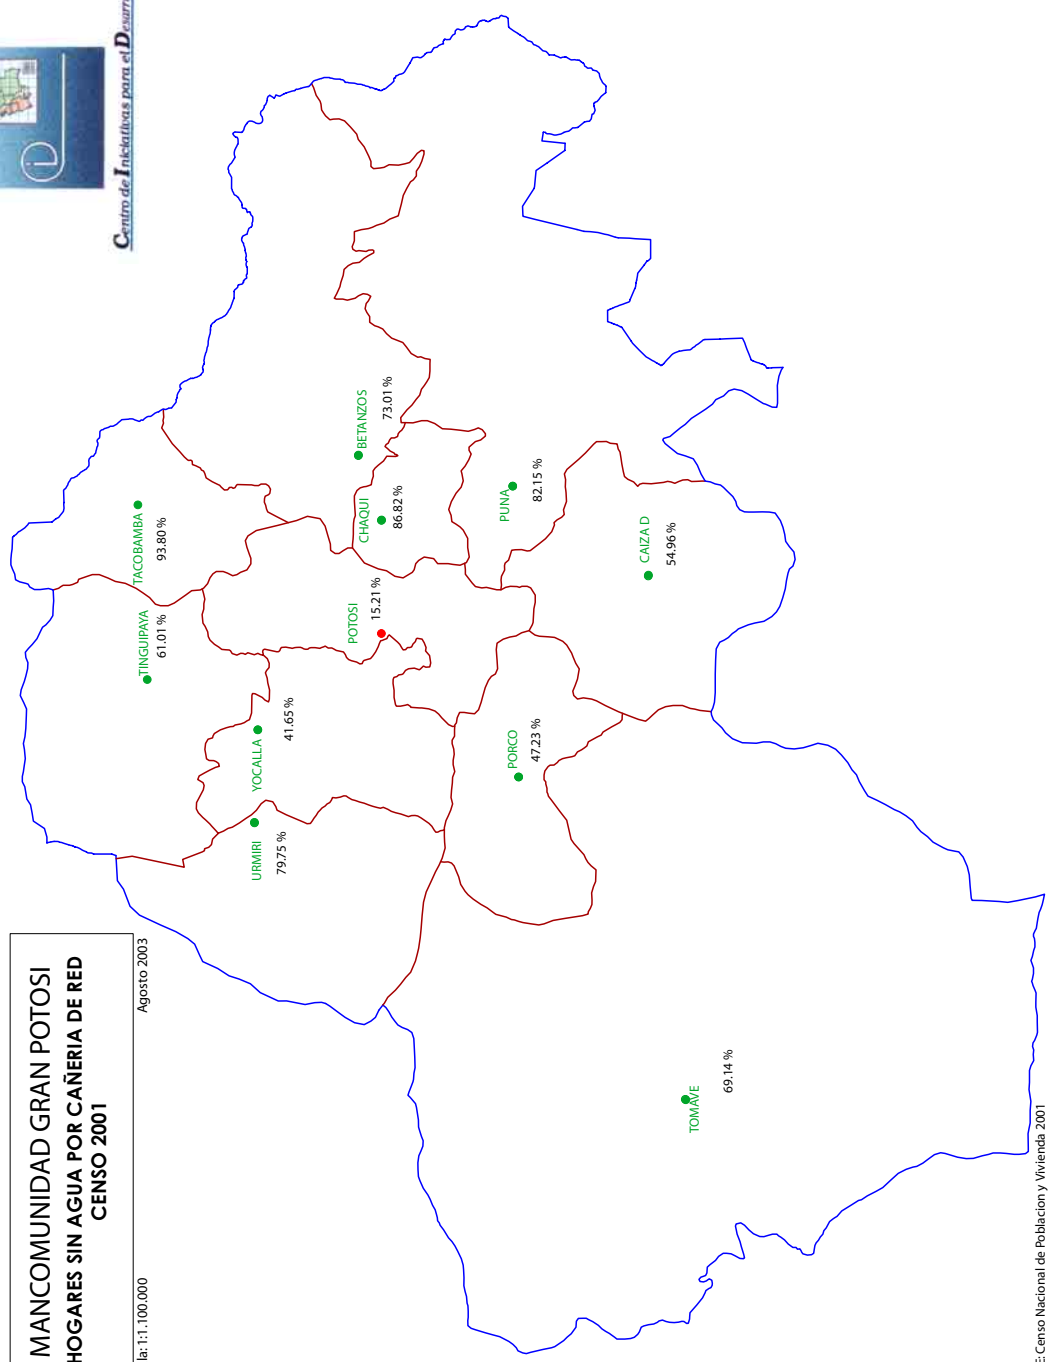 MANCOMUNIDAD GRAN POTOSI
HOGARES SIN AGUA POR CAÑERIA DE RED
CENSO 2001
1:1.100.000
Agosto 2003
Centro de Iniciativas para el
TACOBAMBA
93.80 %
TINGUIPAYA
61.01 %
BETANZOS
73.01 %
CHAQUI
86.82 %
POTOSI
15.21 %
YOCALLA
41.65 %
URMIRI
79.75 %
PUNA
82.15 %
CAIZA D
54.96 %
PORCO
47.23 %
TOMAVE
69.14 %
Censo Nacional de Poblacion y Vivienda 2001